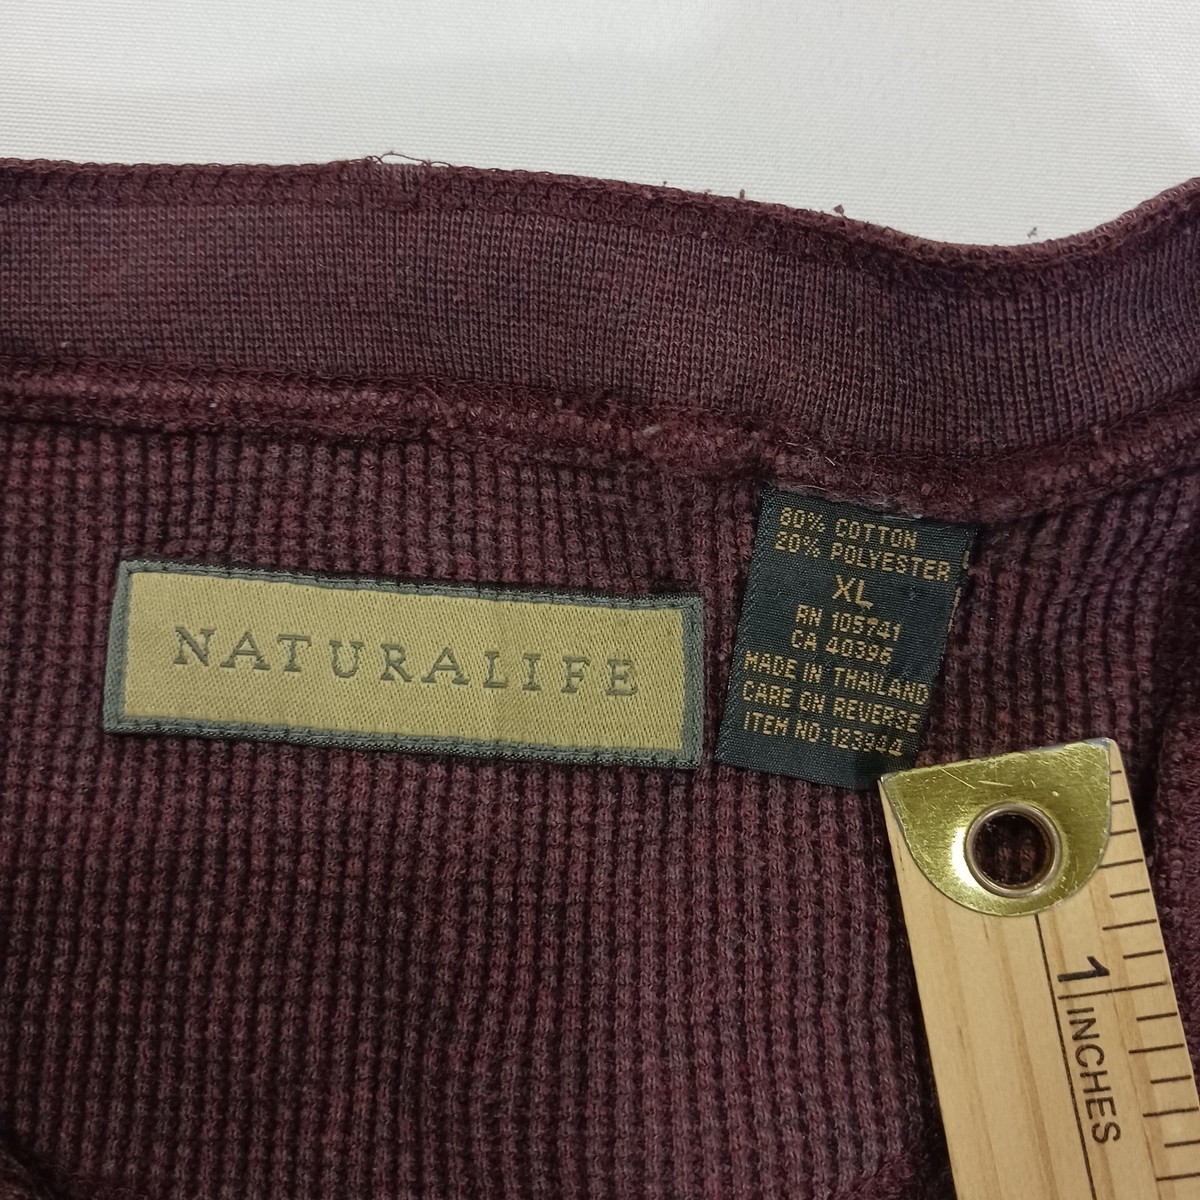 NATURALIFE
80% COTTON
20% POLYESTER
XL
RN 105741
CA 40396
MADE IN THAILAND
CARE ON REVERSE
ITEM NO: 123944
1 INCHES